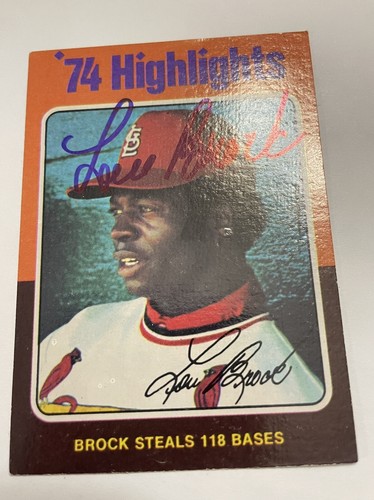 '74 Highlights
Lou Brock
StL
Lou Brock
BROCK STEALS 118 BASES